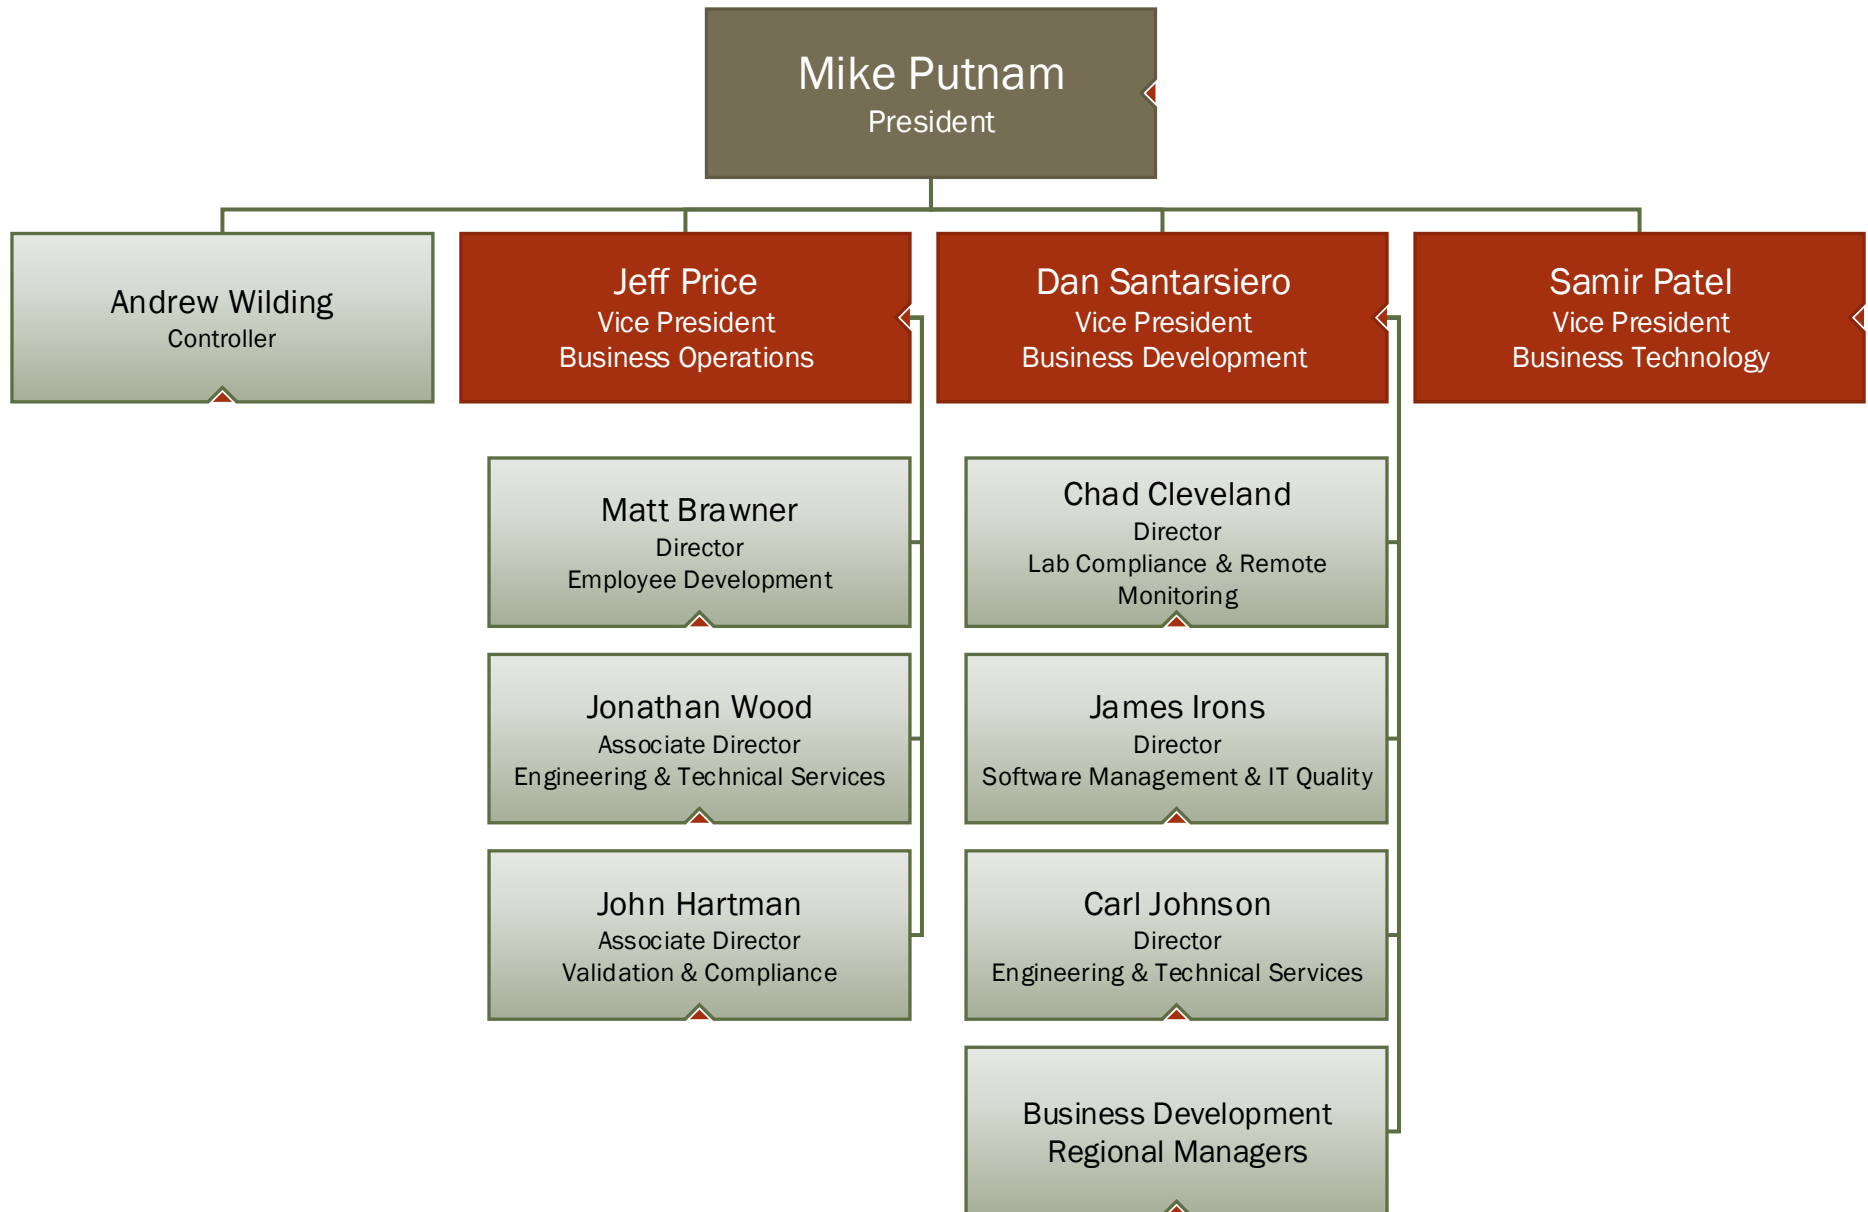 Mike Putnam
President
Andrew Wilding
Controller
Jeff Price
Vice President
Business Operations
Dan Santarsiero
Vice President
Business Development
Samir Patel
Vice President
Business Technology
Matt Brawner
Director
Employee Development
Jonathan Wood
Associate Director
Engineering & Technical Services
John Hartman
Associate Director
Validation & Compliance
Chad Cleveland
Director
Lab Compliance & Remote
Monitoring
James Irons
Director
Software Management & IT Quality
Carl Johnson
Director
Engineering & Technical Services
Business Development
Regional Managers